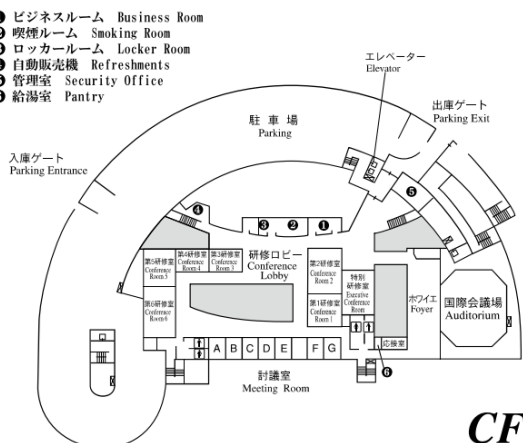 ❶ ビジネスルーム Business Room
❷ 喫煙ルーム Smoking Room
❸ ロッカールーム Locker Room
❹ 自動販売機 Refreshments
❺ 管理室 Security Office
❻ 給湯室 Pantry
エレベーター
Elevator
出庫ゲート
Parking Exit
駐車場
Parking
入庫ゲート
Parking Entrance
❺
❹
❸
❷
❶
第5研修室
Conference
Room 5
第4研修室
Conference
Room 4
第3研修室
Conference
Room 3
研修ロビー
Conference
Lobby
第2研修室
Conference
Room 2
特別
研修室
Executive
Conference
Room
第6研修室
Conference
Room 6
第1研修室
Conference
Room 1
ホワイエ
Foyer
国際会議場
Auditorium
A B C D E F G
応接室
❻
討議室
Meeting Room
CF